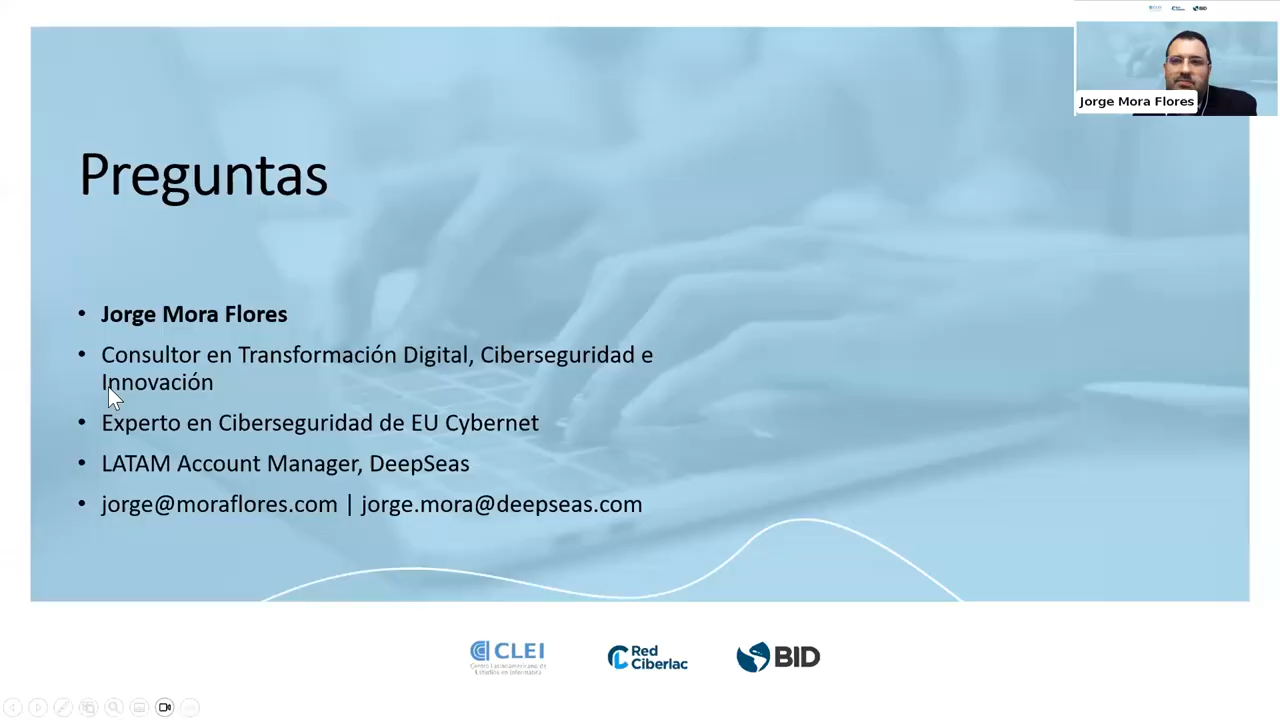 CLEI
BID
Jorge Mora Flores
Preguntas
• Jorge Mora Flores
• Consultor en Transformación Digital, Ciberseguridad e
Innovación
• Experto en Ciberseguridad de EU Cybernet
• LATAM Account Manager, DeepSeas
• jorge@moraflores.com | jorge.mora@deepseas.com
CLEI
Centro Latinoamericano de
Estudios en Informática
Red
Ciberlac
BID